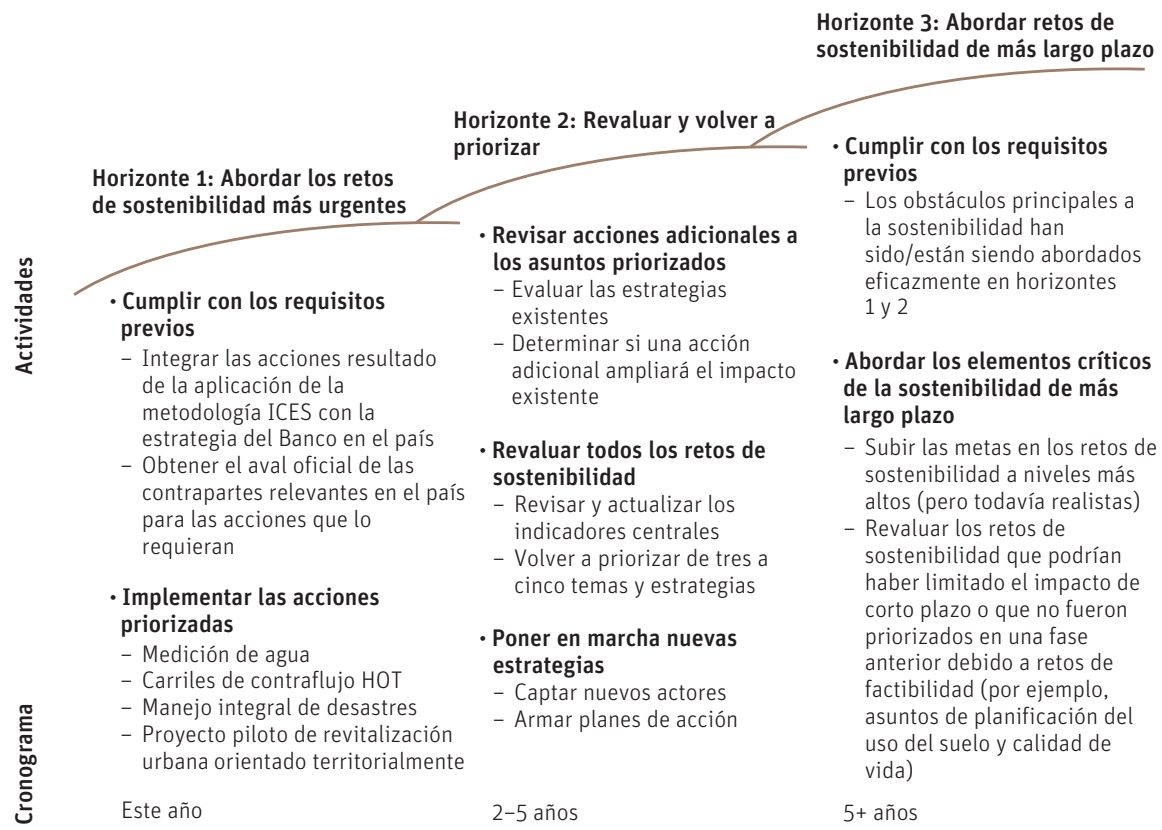 Horizonte 3: Abordar retos de
sostenibilidad de más largo plazo
Horizonte 2: Revaluar y volver a
priorizar
Horizonte 1: Abordar los retos
de sostenibilidad más urgentes
Actividades
• Cumplir con los requisitos
previos
– Integrar las acciones resultado
de la aplicación de la
metodología ICES con la
estrategia del Banco en el país
– Obtener el aval oficial de las
contrapartes relevantes en el país
para las acciones que lo
requieran
• Implementar las acciones
priorizadas
– Medición de agua
– Carriles de contraflujo HOT
– Manejo integral de desastres
– Proyecto piloto de revitalización
urbana orientado territorialmente
• Revisar acciones adicionales a
los asuntos priorizados
– Evaluar las estrategias
existentes
– Determinar si una acción
adicional ampliará el impacto
existente
• Revaluar todos los retos de
sostenibilidad
– Revisar y actualizar los
indicadores centrales
– Volver a priorizar de tres a
cinco temas y estrategias
• Poner en marcha nuevas
estrategias
– Captar nuevos actores
– Armar planes de acción
• Cumplir con los requisitos
previos
– Los obstáculos principales a
la sostenibilidad han
sido/están siendo abordados
eficazmente en horizontes
1 y 2
• Abordar los elementos críticos
de la sostenibilidad de más
largo plazo
– Subir las metas en los retos de
sostenibilidad a niveles más
altos (pero todavía realistas)
– Revaluar los retos de
sostenibilidad que podrían
haber limitado el impacto de
corto plazo o que no fueron
priorizados en una fase
anterior debido a retos de
factibilidad (por ejemplo,
asuntos de planificación del
uso del suelo y calidad de
vida)
Cronograma
Este año
2–5 años
5+ años